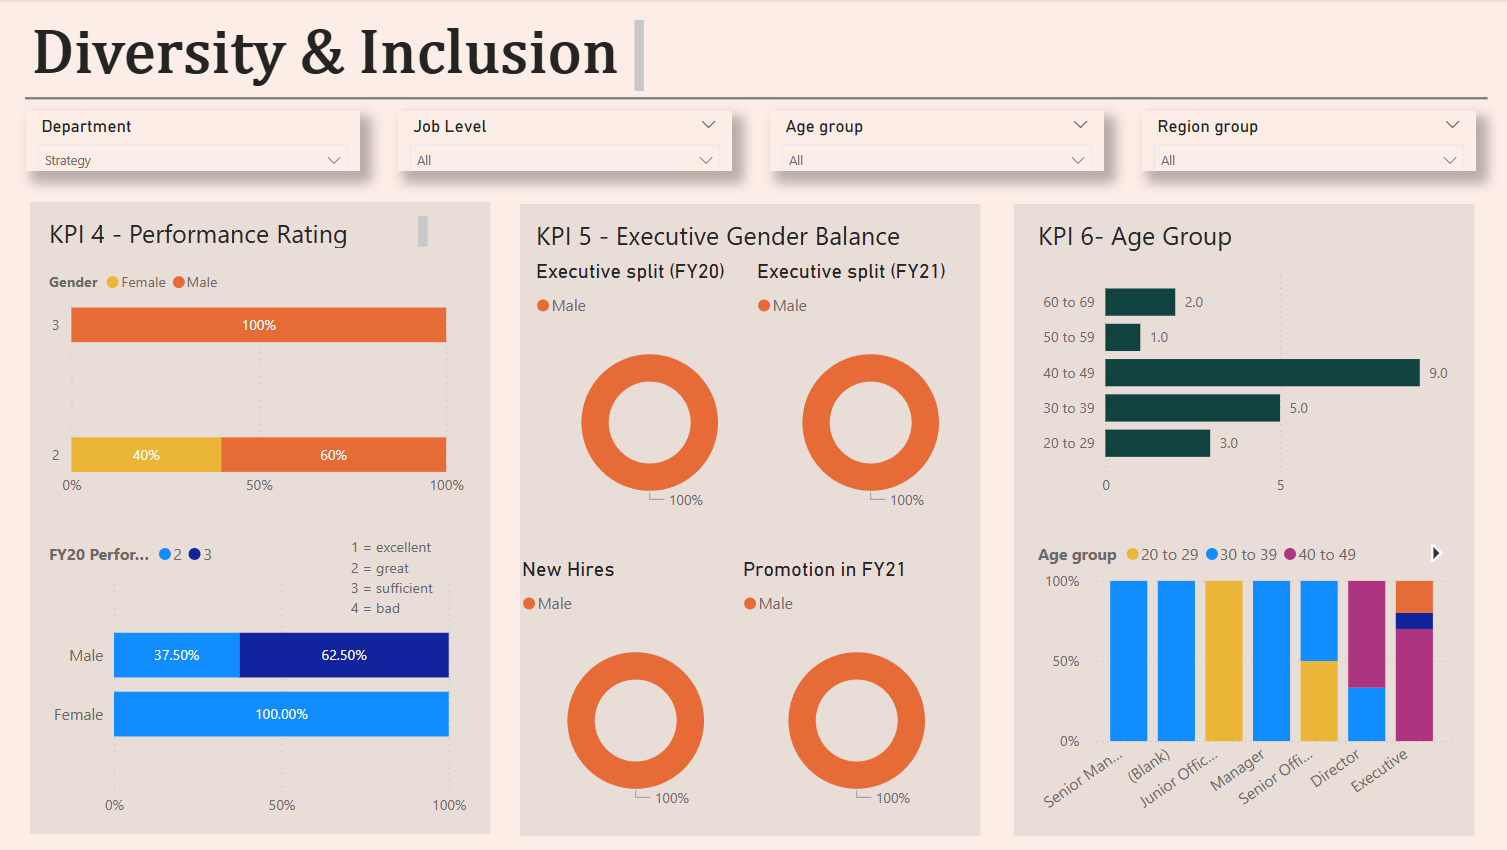 Diversity & Inclusion
Department
Strategy
Job Level
All
Age group
All
Region group
All
KPI 4 - Performance Rating
Gender Female Male
3 100%
2 40% 60%
0% 50% 100%
FY20 Perfor... 2 3
1 = excellent
2 = great
3 = sufficient
4 = bad
Male 37.50% 62.50%
Female 100.00%
0% 50% 100%
KPI 5 - Executive Gender Balance
Executive split (FY20)
Male
100%
Executive split (FY21)
Male
100%
New Hires
Male
100%
Promotion in FY21
Male
100%
KPI 6- Age Group
60 to 69 2.0
50 to 59 1.0
40 to 49 9.0
30 to 39 5.0
20 to 29 3.0
0 5
Age group 20 to 29 30 to 39 40 to 49
100%
50%
0%
Senior Man...
(Blank)
Junior Offic...
Manager
Senior Offi...
Director
Executive